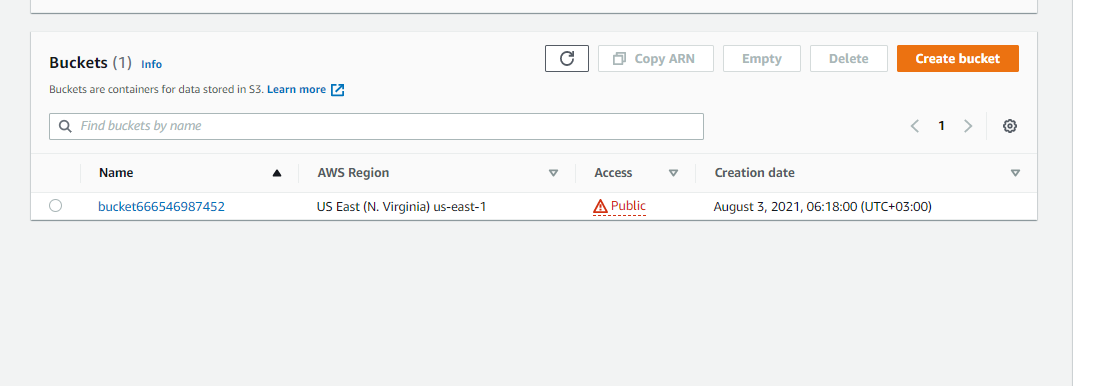 Buckets (1) Info
Copy ARN Empty Delete Create bucket
Buckets are containers for data stored in S3. Learn more
Find buckets by name
1
Name AWS Region Access Creation date
bucket666546987452 US East (N. Virginia) us-east-1 Public August 3, 2021, 06:18:00 (UTC+03:00)